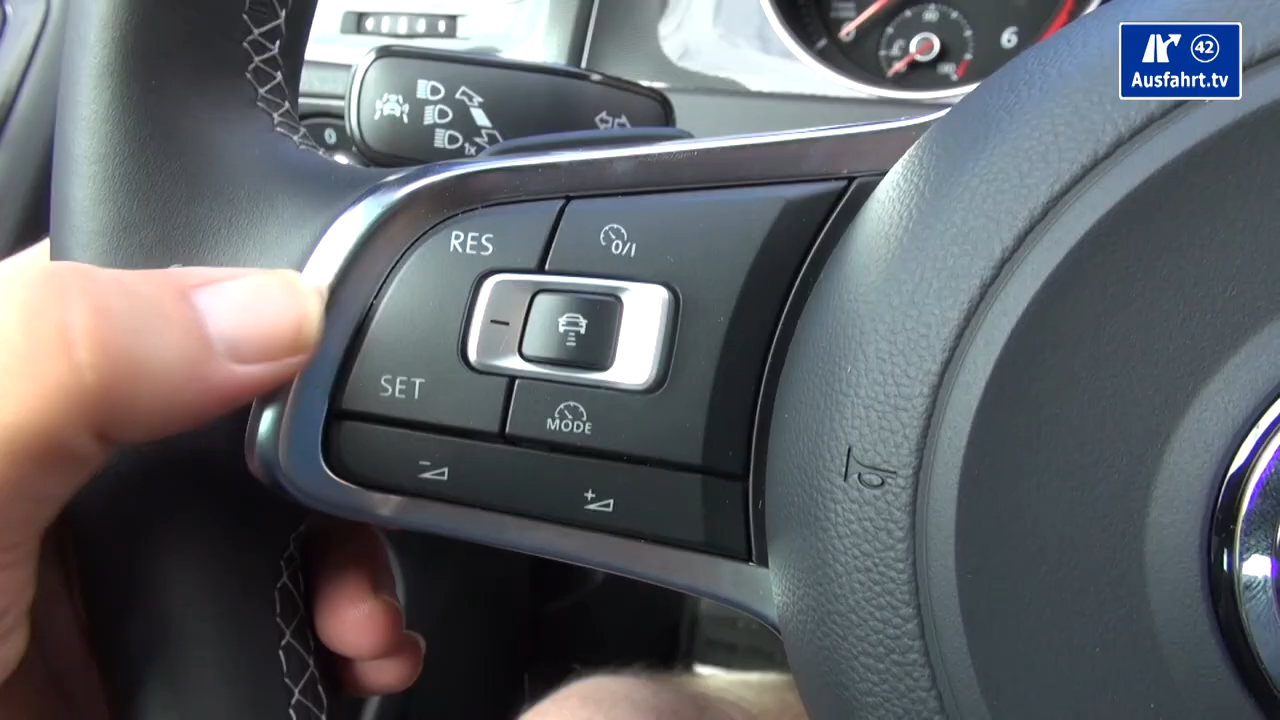 42
Ausfahrt.tv
6
1x
RES
0/I
−
SET
MODE
−
+